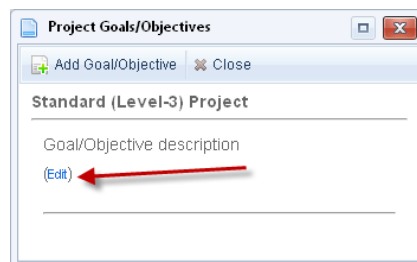 Project Goals/Objectives
Add Goal/Objective Close
Standard (Level-3) Project
Goal/Objective description
(Edit)